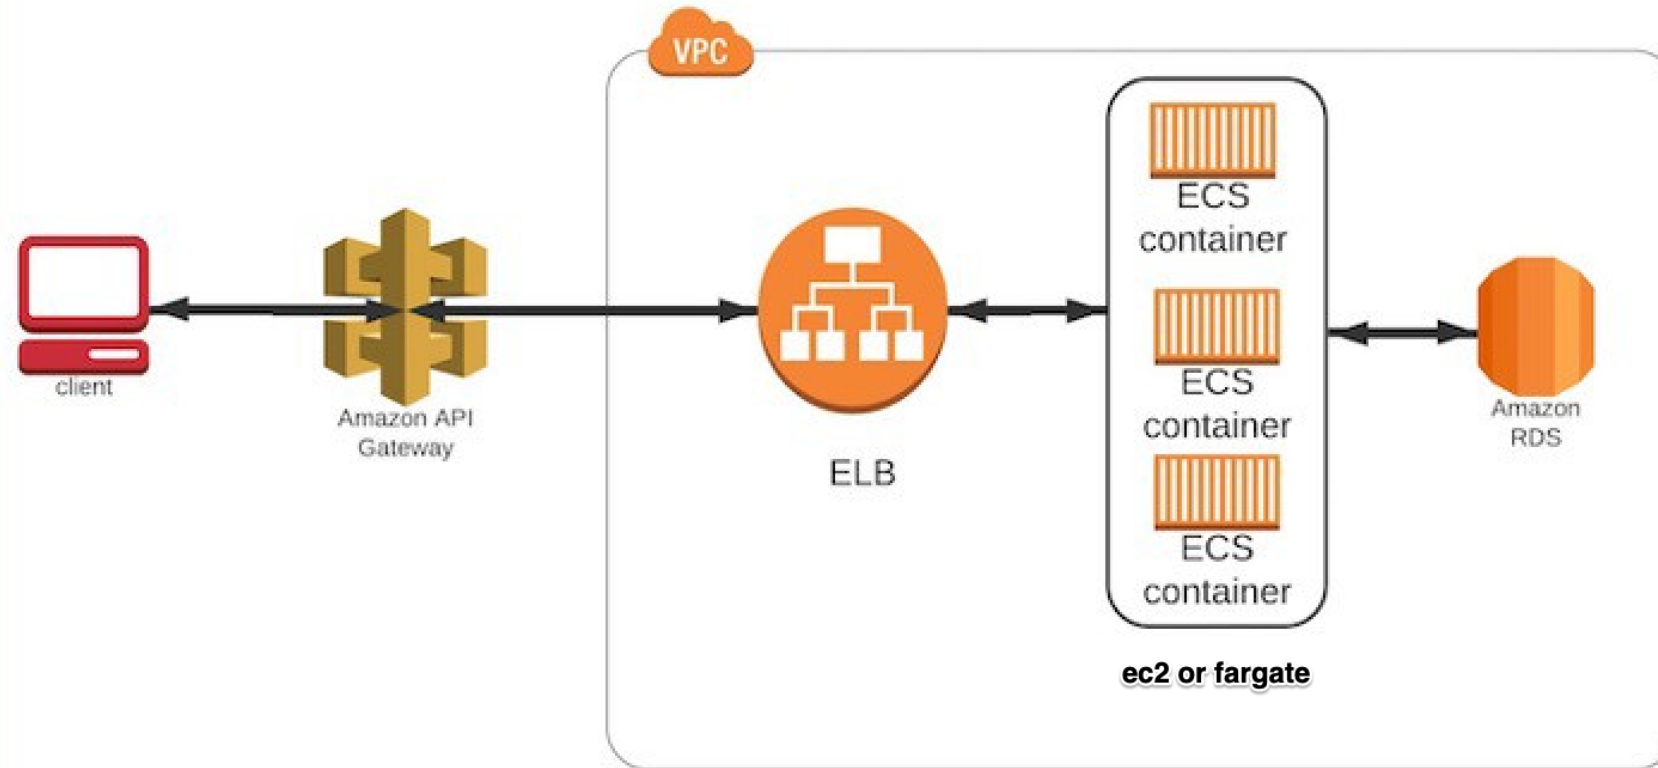 VPC
client
Amazon API
Gateway
ELB
ECS
container
ECS
container
ECS
container
ec2 or fargate
Amazon
RDS